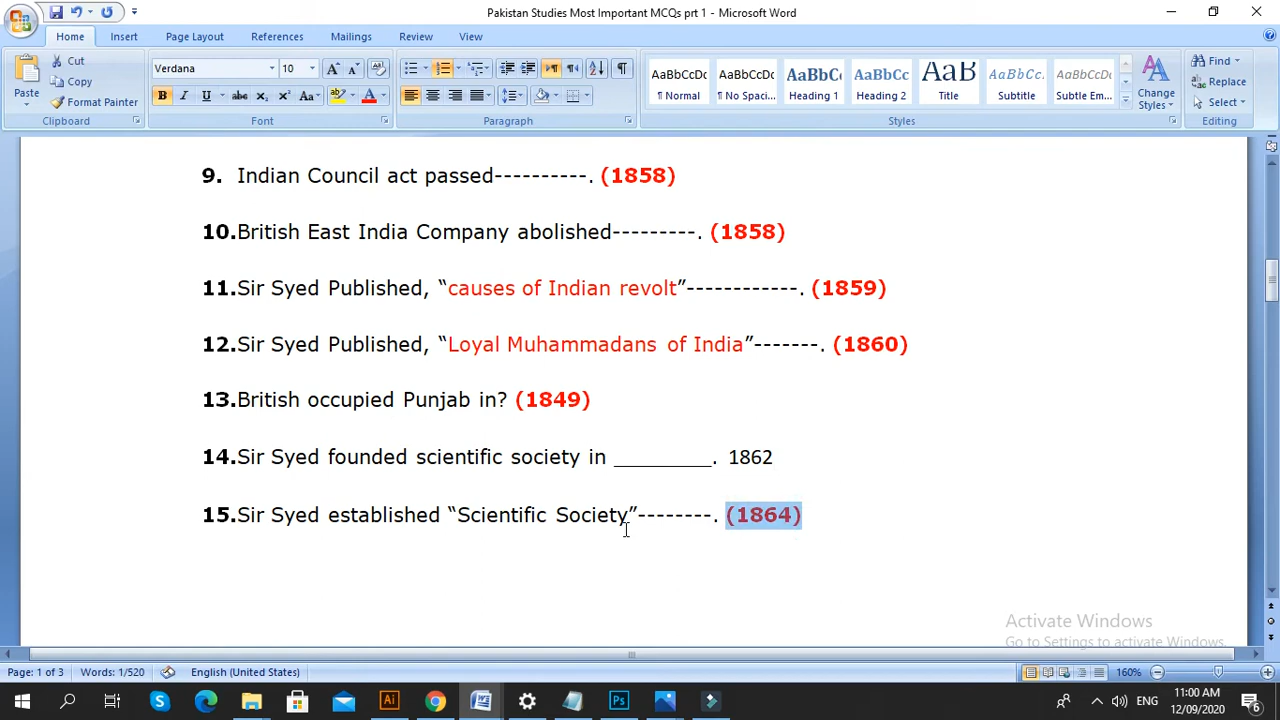 Pakistan Studies Most Important MCQs prt 1 - Microsoft Word
Home Insert Page Layout References Mailings Review View
Paste Cut Copy Format Painter Clipboard
Verdana 10 Font
Paragraph
AaBbCcDc AaBbCcDc AaBbC AaBbCc AaB AaBbCc. AaBbCcDc
¶ Normal ¶ No Spaci... Heading 1 Heading 2 Title Subtitle Subtle Em...
Change Styles Styles
Find Replace Select Editing
9. Indian Council act passed----------. (1858)
10.British East India Company abolished---------. (1858)
11.Sir Syed Published, “causes of Indian revolt”------------. (1859)
12.Sir Syed Published, “Loyal Muhammadans of India”-------. (1860)
13.British occupied Punjab in? (1849)
14.Sir Syed founded scientific society in _________. 1862
15.Sir Syed established “Scientific Society”--------. (1864)
Activate Windows
Go to Settings to activate Windows.
Page: 1 of 3 Words: 1/520 English (United States) 160%
ENG 11:00 AM
12/09/2020 6